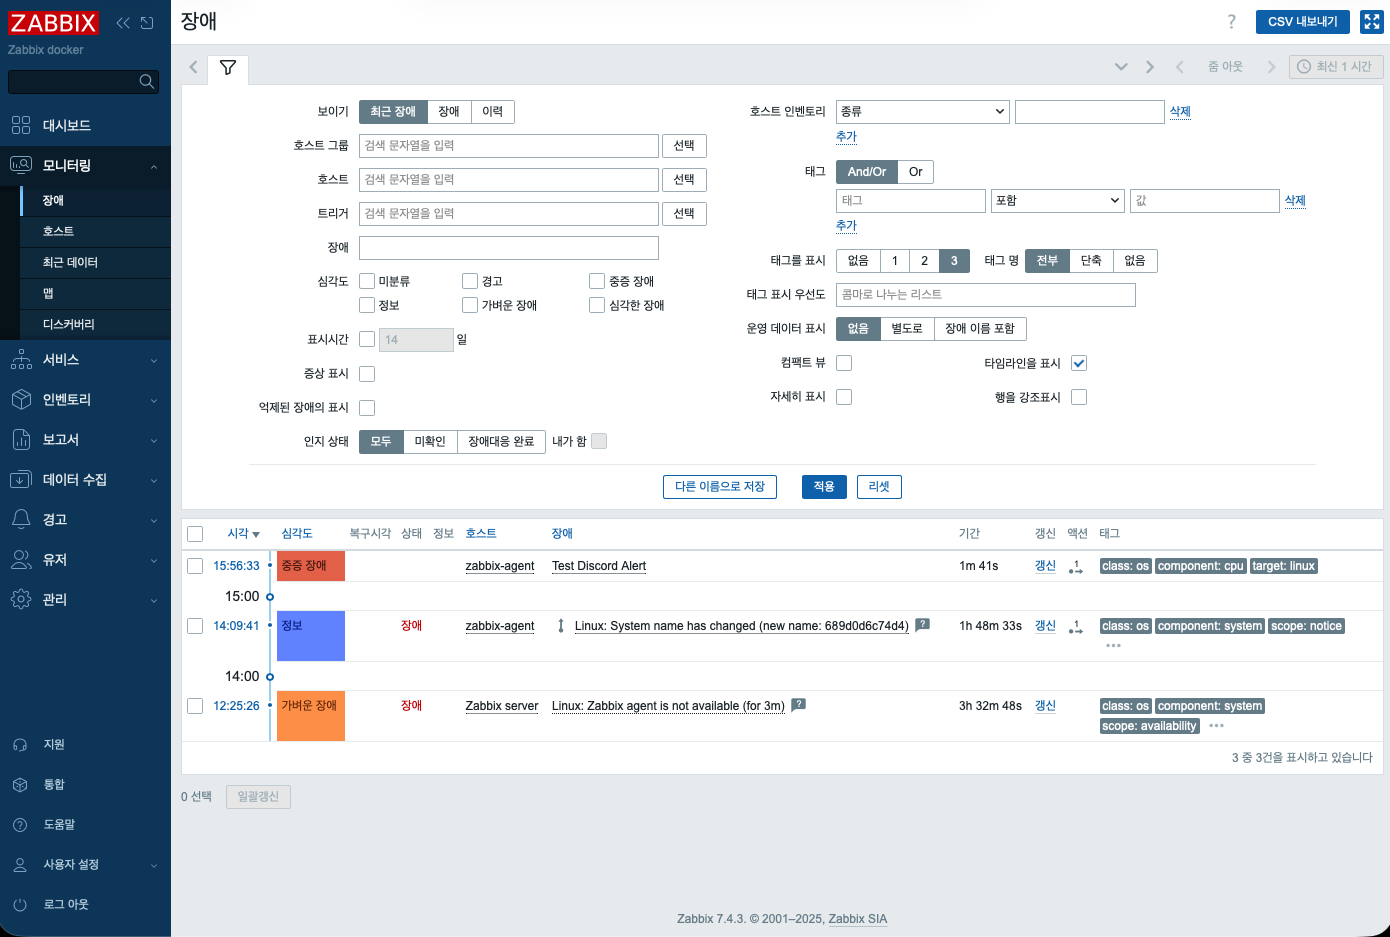 ZABBIX
Zabbix docker
대시보드
모니터링
장애
호스트
최근 데이터
맵
디스커버리
서비스
인벤토리
보고서
데이터 수집
경고
유저
관리
지원
통합
도움말
사용자 설정
로그 아웃
장애
? CSV 내보내기
줌 아웃 최신 1 시간
보이기 최근 장애 장애 이력
호스트 그룹 검색 문자열을 입력 선택
호스트 검색 문자열을 입력 선택
트리거 검색 문자열을 입력 선택
장애
심각도 미분류 경고 중증 장애
정보 가벼운 장애 심각한 장애
표시시간 14 일
증상 표시
억제된 장애의 표시
인지 상태 모두 미확인 장애대응 완료 내가 함
호스트 인벤토리 종류 삭제
추가
태그 And/Or Or
태그 포함 값 삭제
추가
태그를 표시 없음 1 2 3 태그 명 전부 단축 없음
태그 표시 우선도 콤마로 나누는 리스트
운영 데이터 표시 없음 별도로 장애 이름 포함
컴팩트 뷰 타임라인을 표시
자세히 표시 행을 강조표시
다른 이름으로 저장 적용 리셋
시각 심각도 복구시각 상태 정보 호스트 장애 기간 갱신 액션 태그
15:56:33 중증 장애 zabbix-agent Test Discord Alert 1m 41s 갱신 1 class: os component: cpu target: linux
15:00
14:09:41 정보 장애 zabbix-agent Linux: System name has changed (new name: 689d0d6c74d4) ? 1h 48m 33s 갱신 1 class: os component: system scope: notice
•••
14:00
12:25:26 가벼운 장애 장애 Zabbix server Linux: Zabbix agent is not available (for 3m) ? 3h 32m 48s 갱신 class: os component: system
scope: availability •••
3 중 3건을 표시하고 있습니다
0 선택 일괄갱신
Zabbix 7.4.3. © 2001–2025, Zabbix SIA